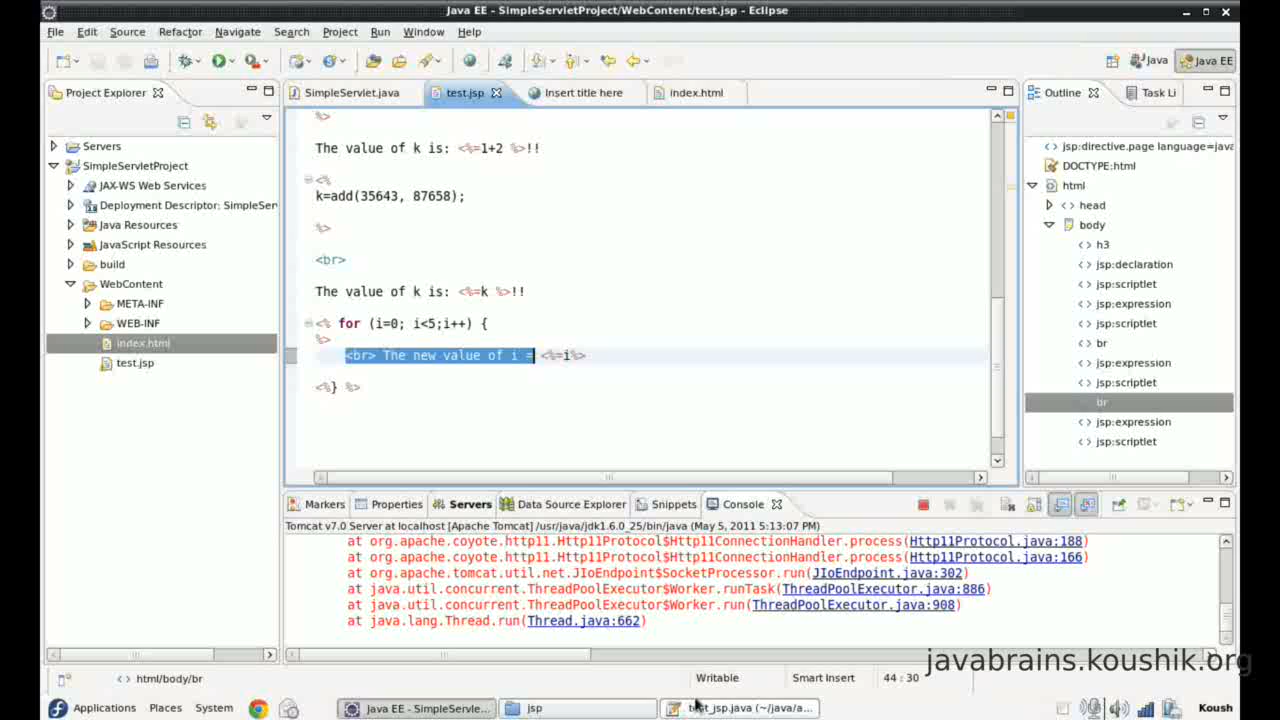 Java EE - SimpleServletProject/WebContent/test.jsp - Eclipse
File Edit Source Refactor Navigate Search Project Run Window Help
Java Java EE
Project Explorer
SimpleServlet.java test.jsp Insert title here index.html
Outline Task Li
Servers
SimpleServletProject
JAX-WS Web Services
Deployment Descriptor: SimpleSer
Java Resources
JavaScript Resources
build
WebContent
META-INF
WEB-INF
index.html
test.jsp
%>
The value of k is: <%=1+2 %>!!
<%
k=add(35643, 87658);
%>
<br>
The value of k is: <%=k %>!!
<% for (i=0; i<5;i++) {
%>
<br> The new value of i = <%=i%>
<%} %>
jsp:directive.page language=java
DOCTYPE:html
html
head
body
h3
jsp:declaration
jsp:scriptlet
jsp:expression
jsp:scriptlet
br
jsp:expression
jsp:scriptlet
br
jsp:expression
jsp:scriptlet
Markers Properties Servers Data Source Explorer Snippets Console
Tomcat v7.0 Server at localhost [Apache Tomcat] /usr/java/jdk1.6.0_25/bin/java (May 5, 2011 5:13:07 PM)
at org.apache.coyote.http11.Http11Protocol$Http11ConnectionHandler.process(Http11Protocol.java:188)
at org.apache.coyote.http11.Http11Protocol$Http11ConnectionHandler.process(Http11Protocol.java:166)
at org.apache.tomcat.util.net.JIoEndpoint$SocketProcessor.run(JIoEndpoint.java:302)
at java.util.concurrent.ThreadPoolExecutor$Worker.runTask(ThreadPoolExecutor.java:886)
at java.util.concurrent.ThreadPoolExecutor$Worker.run(ThreadPoolExecutor.java:908)
at java.lang.Thread.run(Thread.java:662)
javabrains.koushik.org
html/body/br Writable Smart Insert 44 : 30
Applications Places System Java EE - SimpleServle... jsp test_jsp.java (~/java/a... Koush